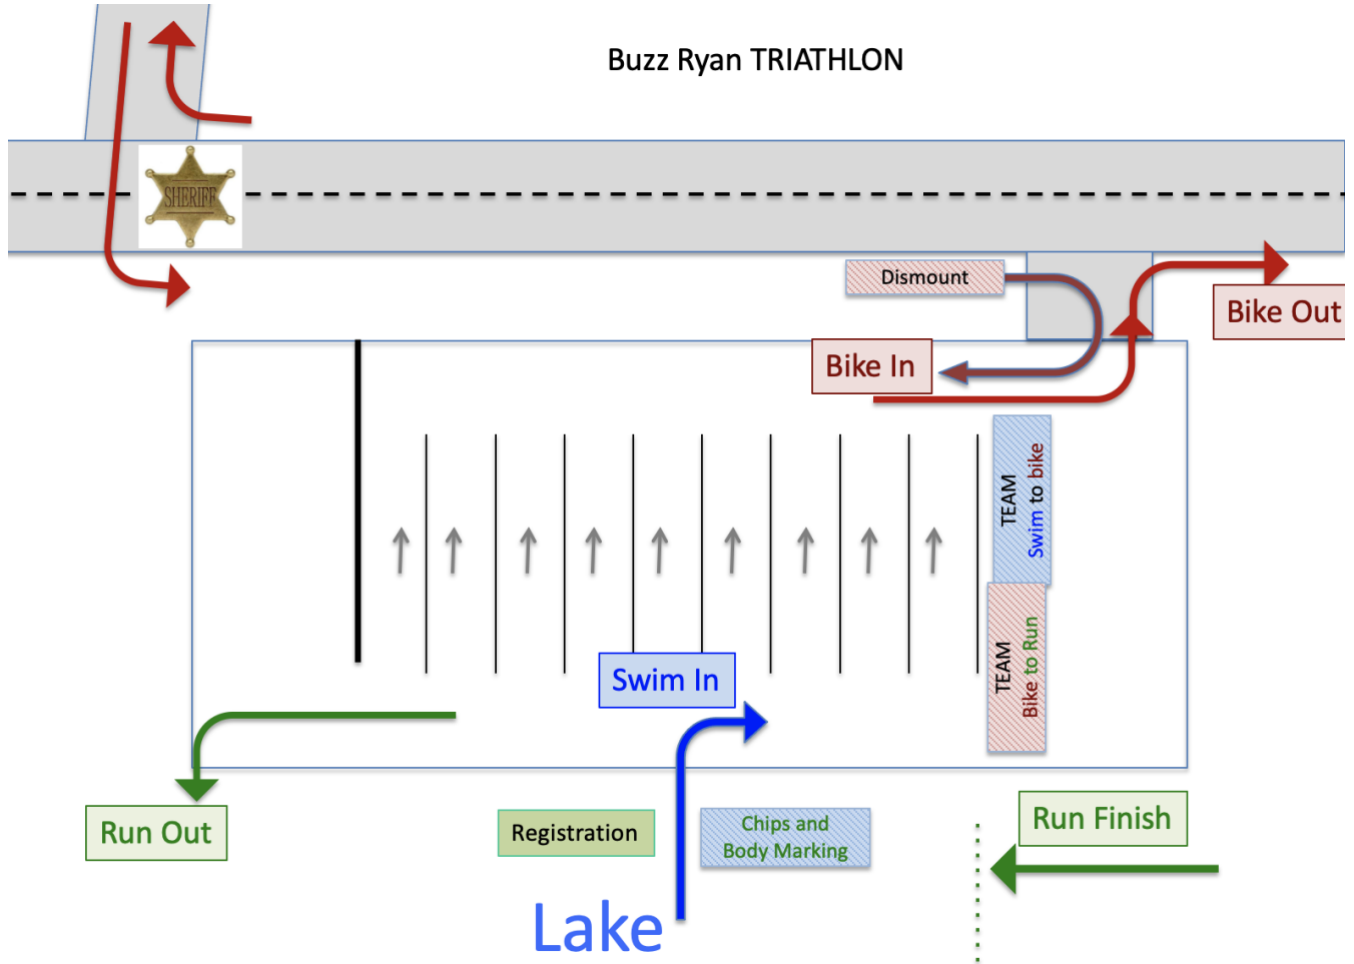 Buzz Ryan TRIATHLON
SHERIFF
Dismount
Bike Out
Bike In
TEAM
Swim to bike
TEAM
Bike to Run
Swim In
Run Out
Registration
Chips and
Body Marking
Run Finish
Lake